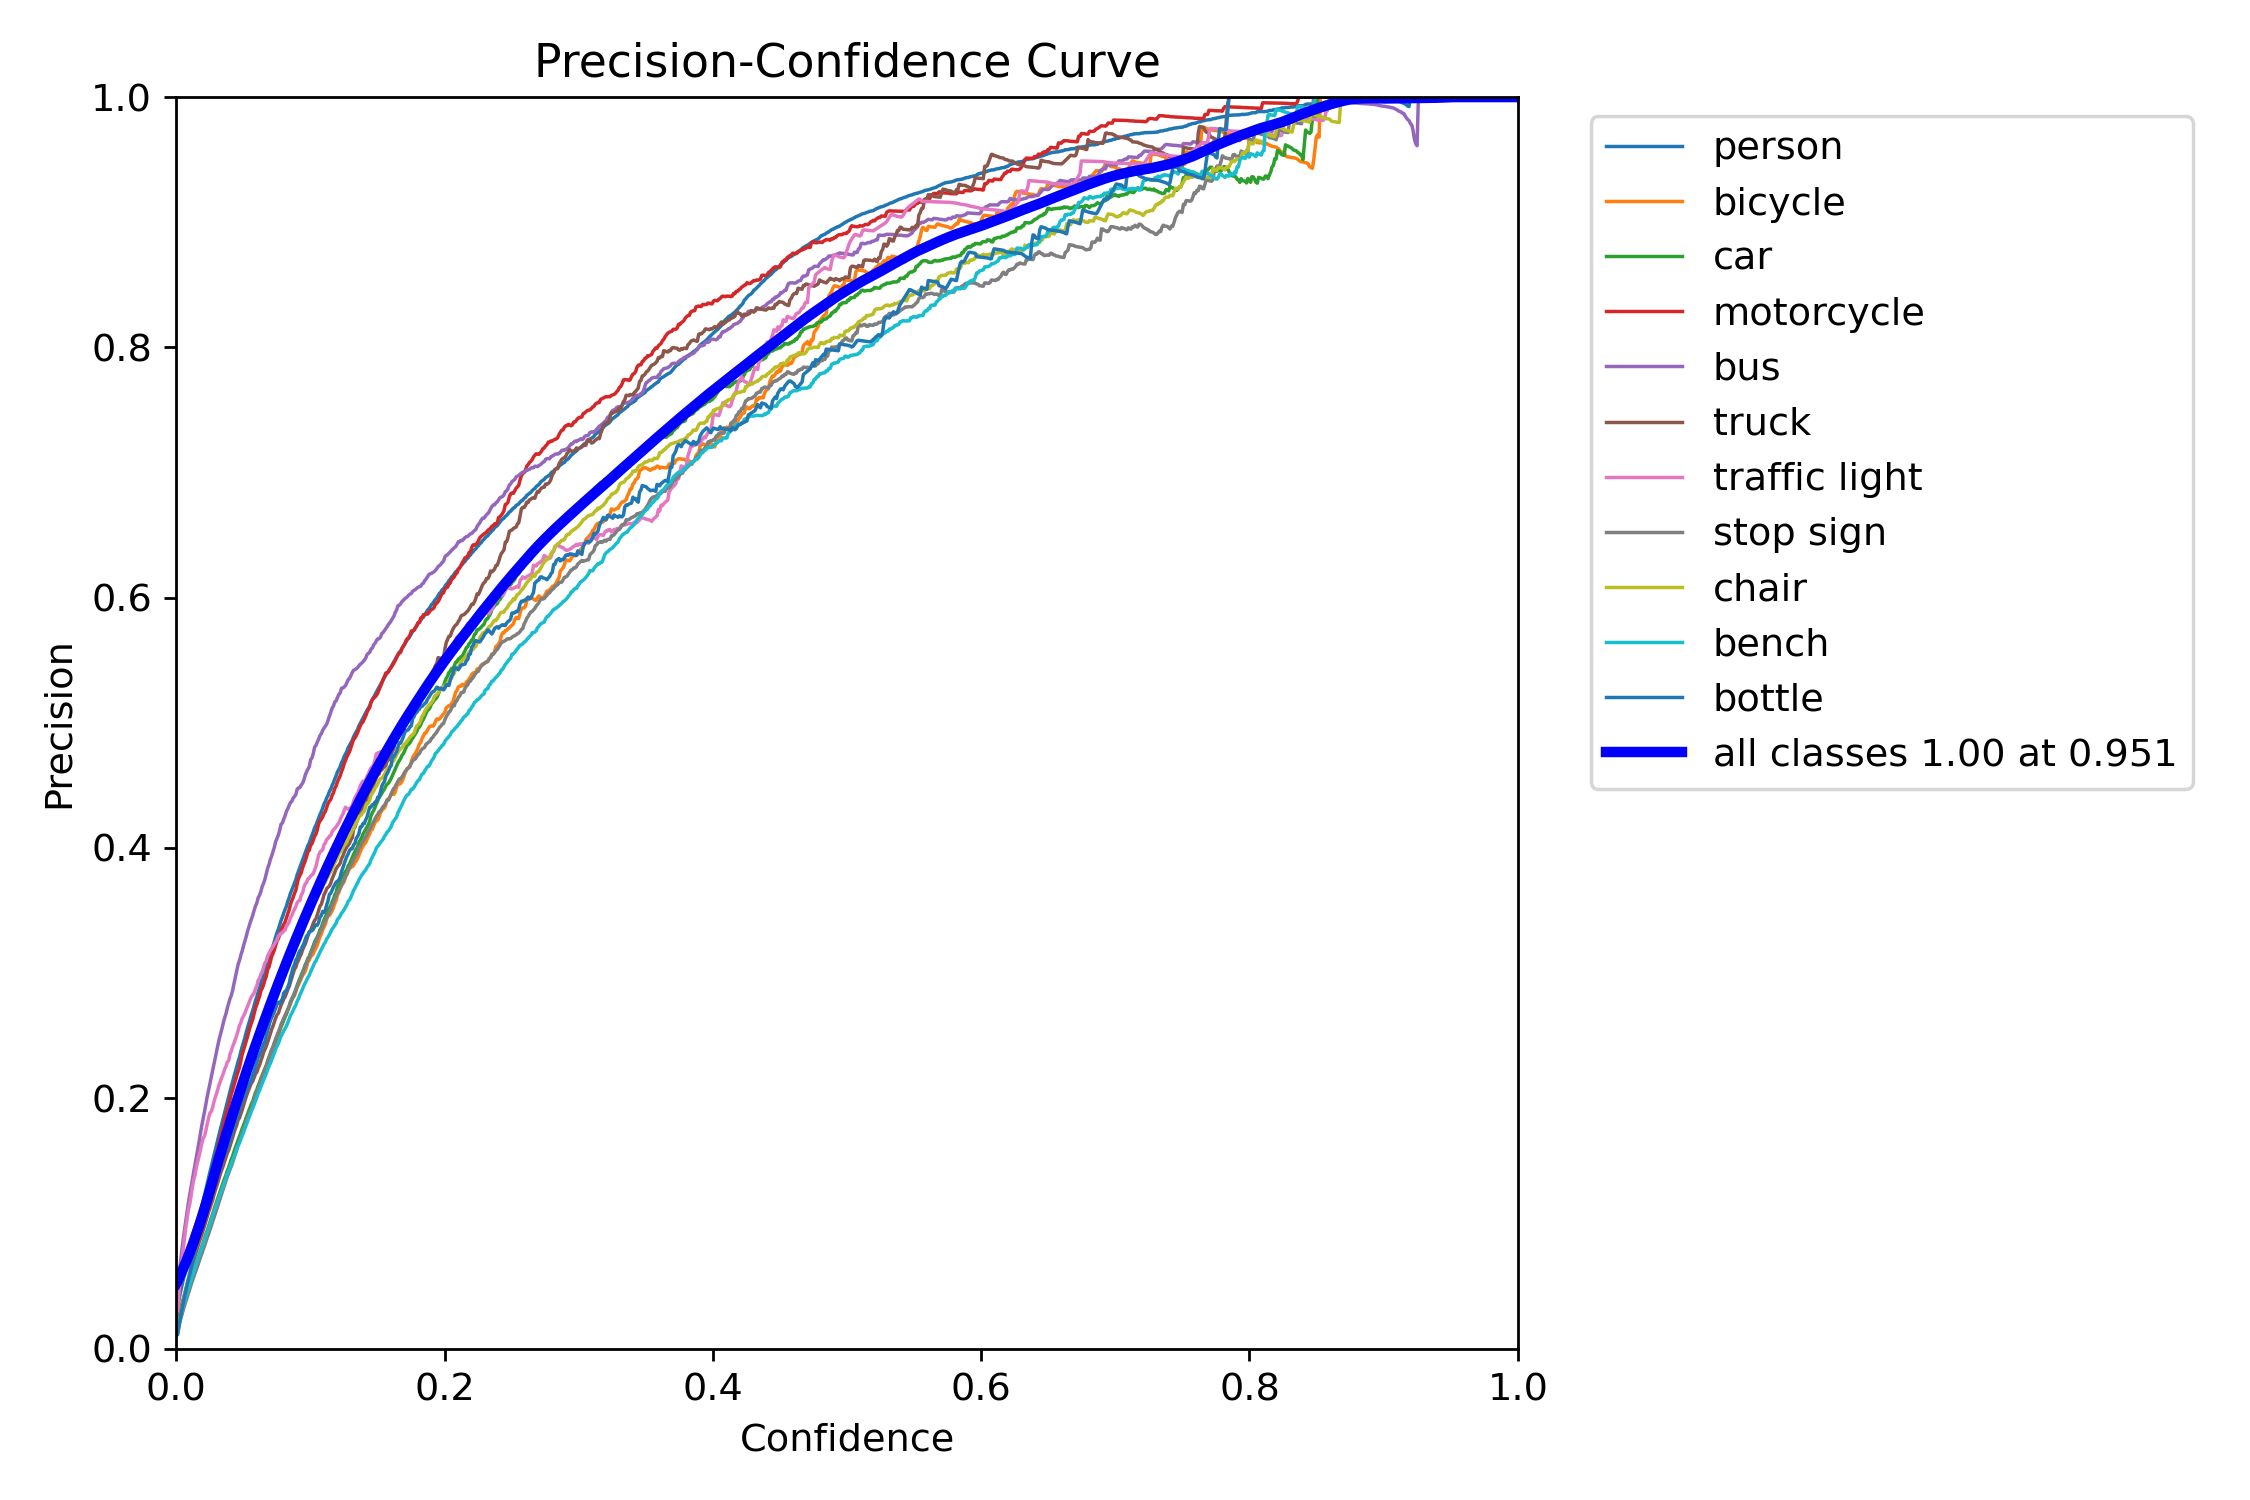 Precision-Confidence Curve
1.0
0.8
0.6
0.4
0.2
0.0
Precision
0.0 0.2 0.4 0.6 0.8 1.0
Confidence
person
bicycle
car
motorcycle
bus
truck
traffic light
stop sign
chair
bench
bottle
all classes 1.00 at 0.951